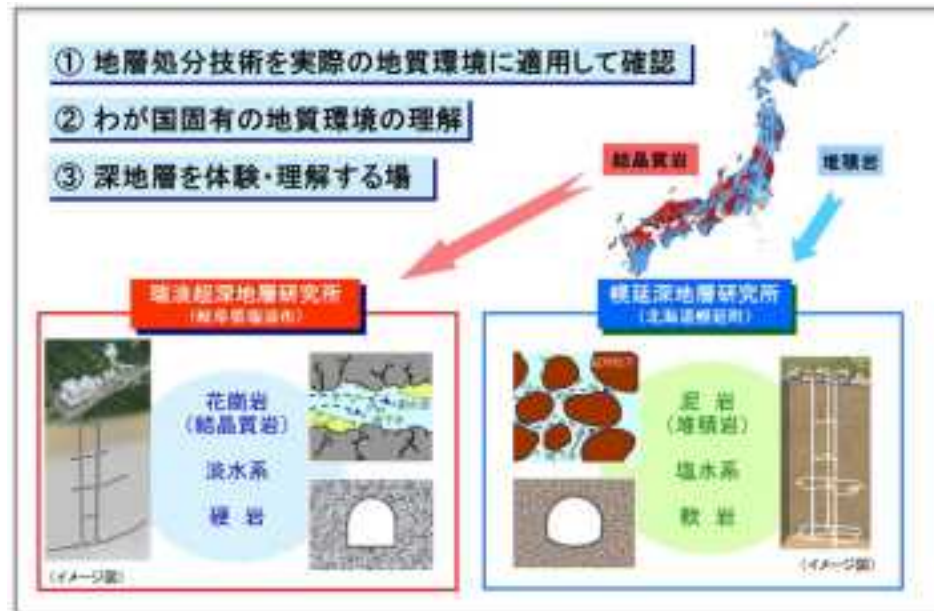 ① 地層処分技術を実際の地質環境に適用して確認
② わが国固有の地質環境の理解
③ 深地層を体験・理解する場
結晶質岩
堆積岩
瑞浪超深地層研究所
(岐阜県瑞浪市)
幌延深地層研究所
(北海道幌延町)
花崗岩
(結晶質岩)
淡水系
硬 岩
(イメージ図)
泥 岩
(堆積岩)
塩水系
軟 岩
(イメージ図)